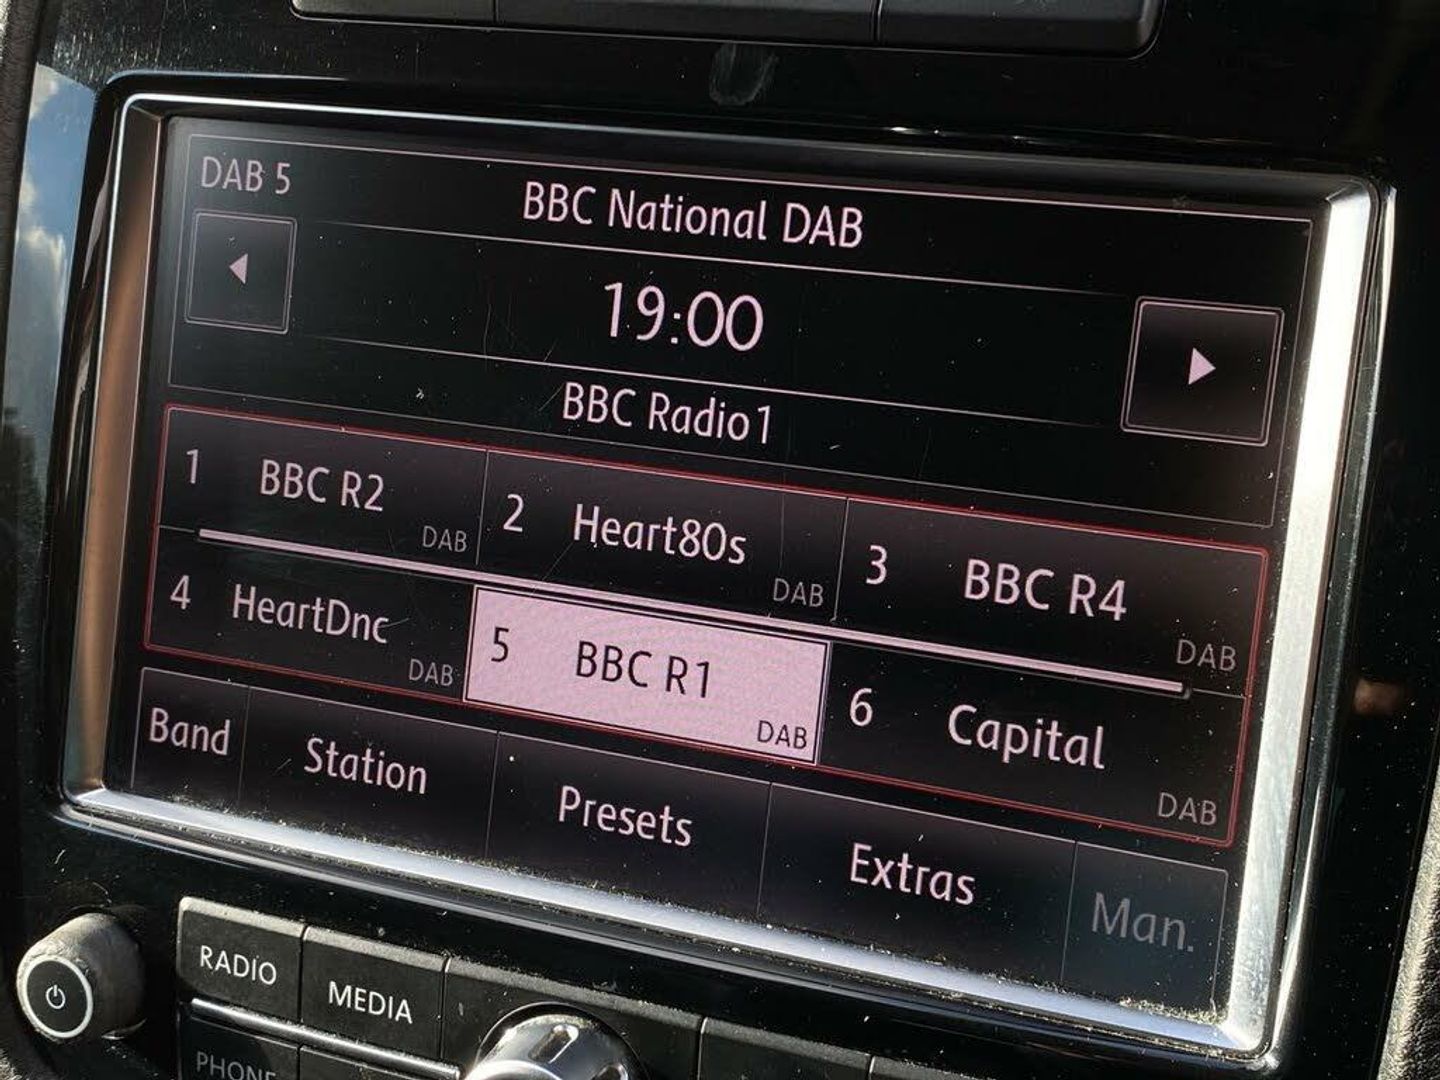 DAB 5
BBC National DAB
19:00
BBC Radio1
1 BBC R2 DAB
2 Heart80s DAB
3 BBC R4 DAB
4 HeartDnc DAB
5 BBC R1 DAB
6 Capital DAB
Band
Station
Presets
Extras
Man.
RADIO
MEDIA
PHONE